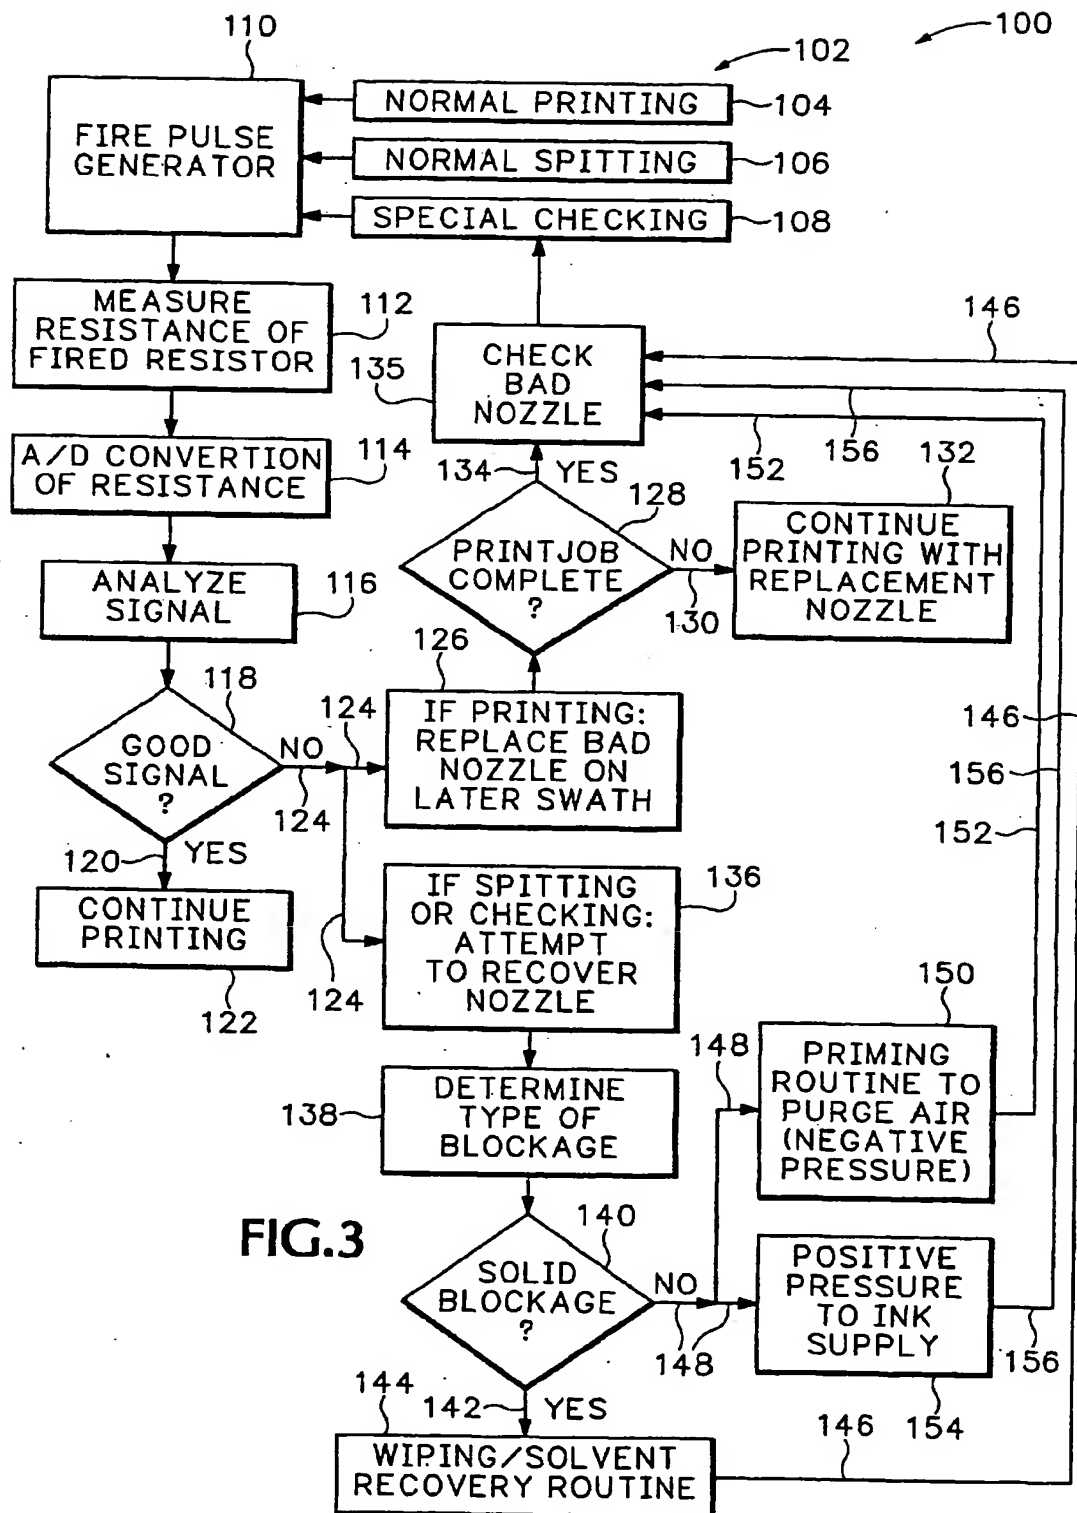 100
102
110
FIRE PULSE
GENERATOR
NORMAL PRINTING
104
NORMAL SPITTING
106
SPECIAL CHECKING
108
MEASURE
RESISTANCE OF
FIRED RESISTOR
112
A/D CONVERTION
OF RESISTANCE
114
ANALYZE
SIGNAL
116
118
GOOD
SIGNAL
?
NO
124
124
120
YES
CONTINUE
PRINTING
122
124
135
CHECK
BAD
NOZZLE
146
156
152
134
YES
128
PRINTJOB
COMPLETE
?
NO
130
132
CONTINUE
PRINTING WITH
REPLACEMENT
NOZZLE
126
IF PRINTING:
REPLACE BAD
NOZZLE ON
LATER SWATH
146
156
152
IF SPITTING
OR CHECKING:
ATTEMPT
TO RECOVER
NOZZLE
136
138
DETERMINE
TYPE OF
BLOCKAGE
148
150
PRIMING
ROUTINE TO
PURGE AIR
(NEGATIVE
PRESSURE)
FIG.3
140
SOLID
BLOCKAGE
?
NO
148
POSITIVE
PRESSURE
TO INK
SUPPLY
156
154
142
YES
144
WIPING/SOLVENT
RECOVERY ROUTINE
146